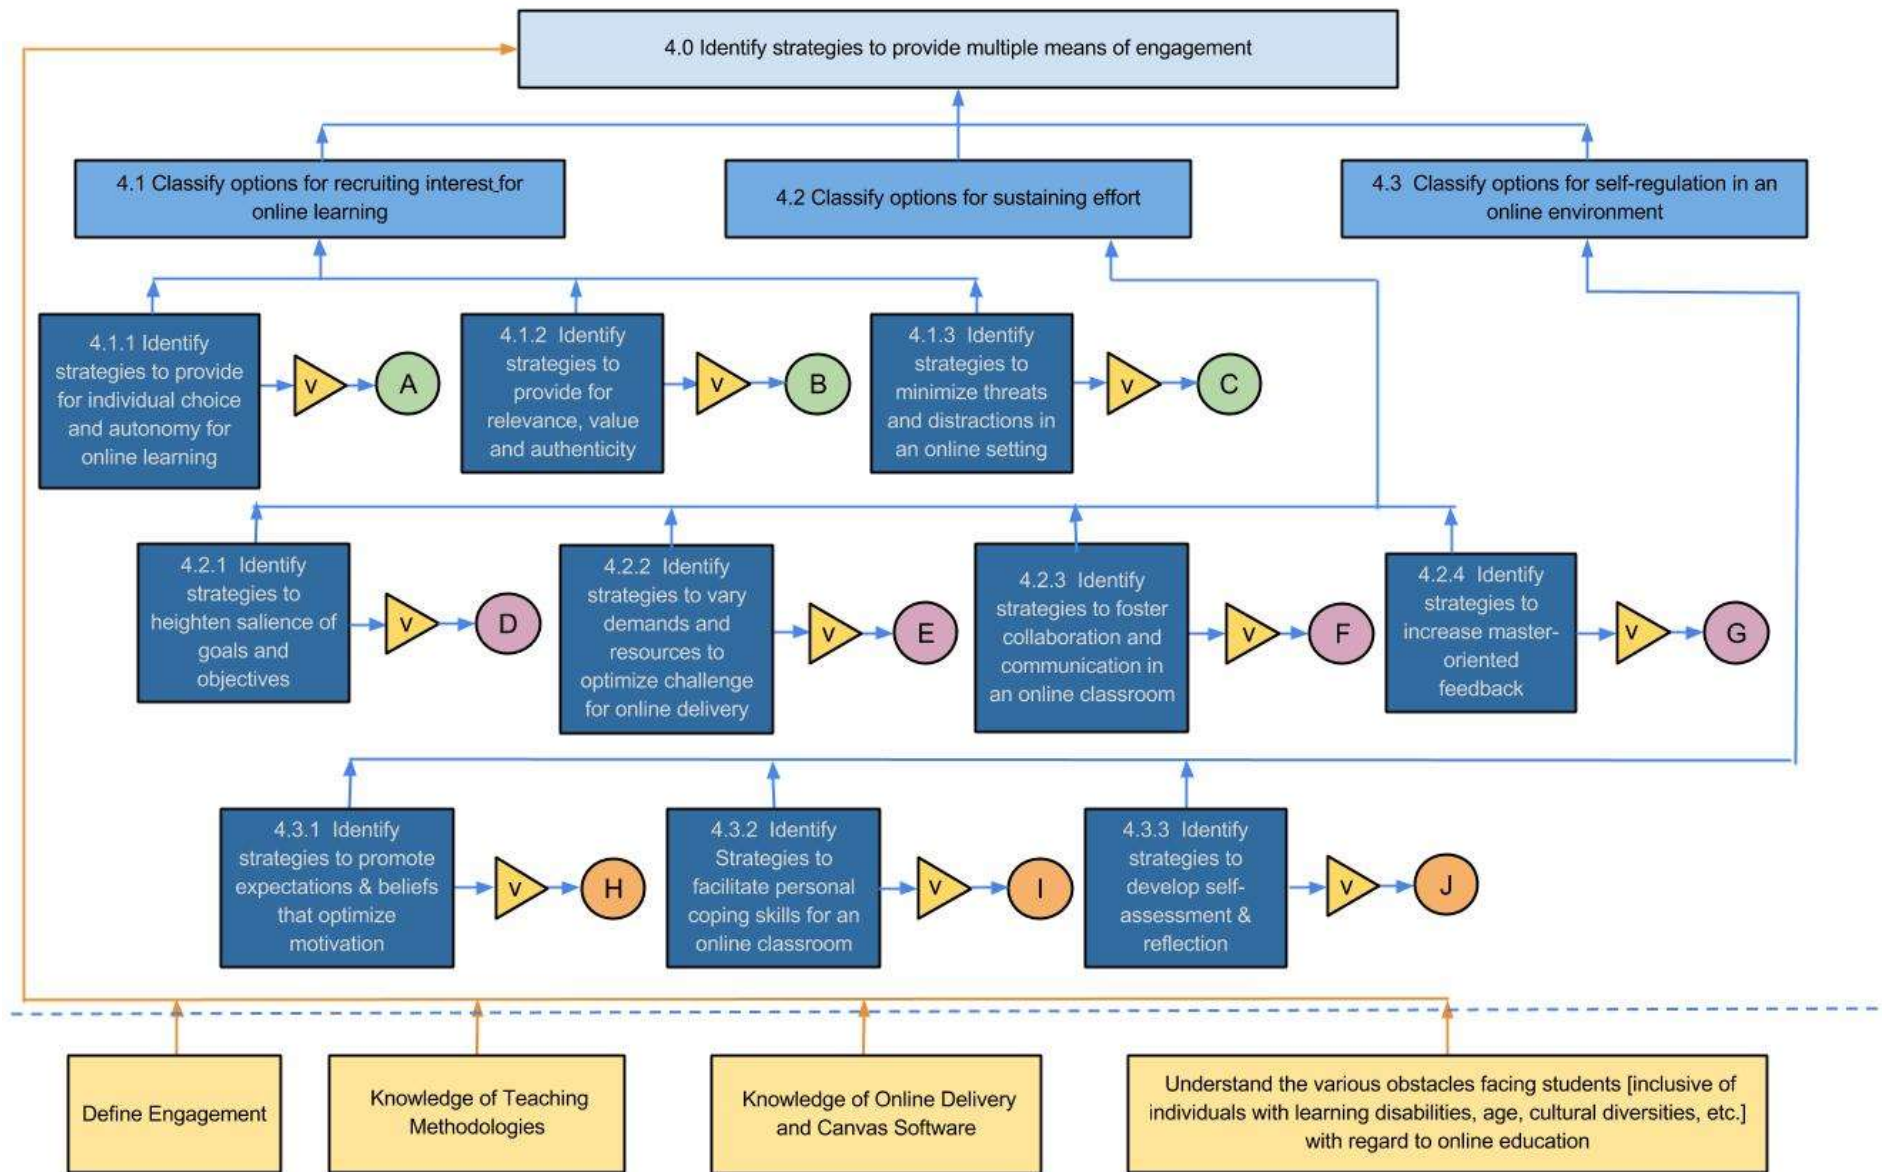 4.0 Identify strategies to provide multiple means of engagement
4.1 Classify options for recruiting interest for
online learning
4.2 Classify options for sustaining effort
4.3 Classify options for self-regulation in an
online environment
4.1.1 Identify
strategies to provide
for individual choice
and autonomy for
online learning
v
A
4.1.2 Identify
strategies to
provide for
relevance, value
and authenticity
v
B
4.1.3 Identify
strategies to
minimize threats
and distractions in
an online setting
v
C
4.2.1 Identify
strategies to
heighten salience of
goals and
objectives
v
D
4.2.2 Identify
strategies to vary
demands and
resources to
optimize challenge
for online delivery
v
E
4.2.3 Identify
strategies to foster
collaboration and
communication in
an online classroom
v
F
4.2.4 Identify
strategies to
increase master-
oriented
feedback
v
G
4.3.1 Identify
strategies to promote
expectations & beliefs
that optimize
motivation
v
H
4.3.2 Identify
Strategies to
facilitate personal
coping skills for an
online classroom
v
I
4.3.3 Identify
strategies to
develop self-
assessment &
reflection
v
J
Define Engagement
Knowledge of Teaching
Methodologies
Knowledge of Online Delivery
and Canvas Software
Understand the various obstacles facing students [inclusive of
individuals with learning disabilities, age, cultural diversities, etc.]
with regard to online education